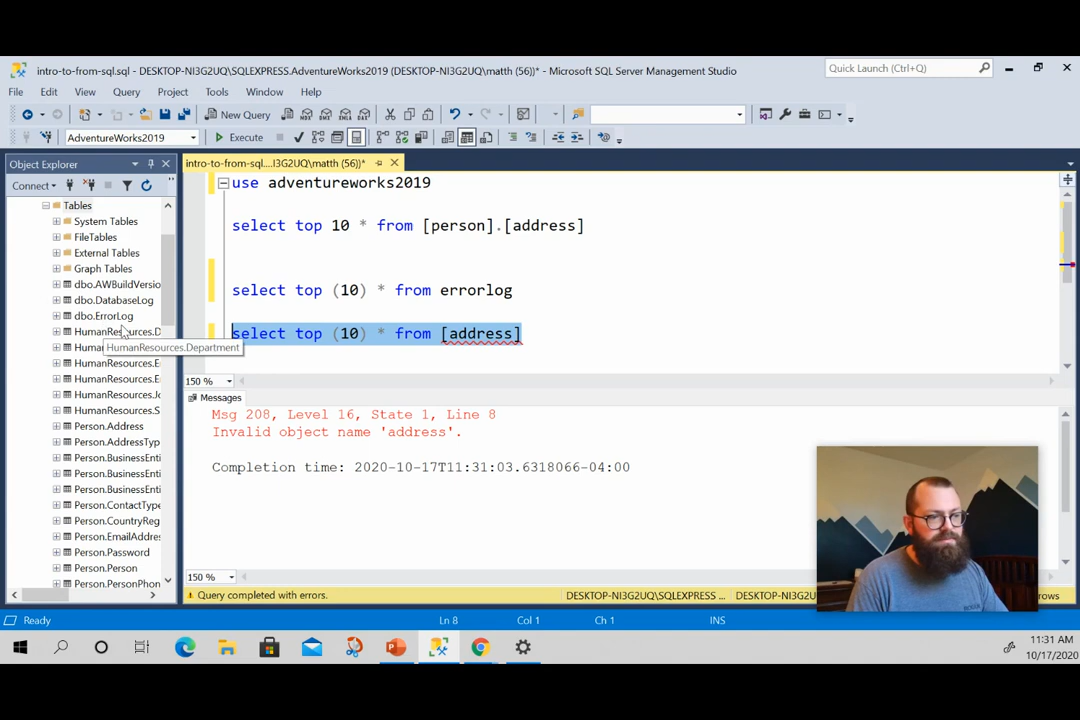 intro-to-from-sql.sql - DESKTOP-NI3G2UQ\SQLEXPRESS.AdventureWorks2019 (DESKTOP-NI3G2UQ\matth (56))* - Microsoft SQL Server Management Studio
Quick Launch (Ctrl+Q)
File Edit View Query Project Tools Window Help
New Query
AdventureWorks2019
Execute
Object Explorer
intro-to-from-sql....I3G2UQ\matth (56))*
Connect
Tables
System Tables
FileTables
External Tables
Graph Tables
dbo.AWBuildVersio
dbo.DatabaseLog
dbo.ErrorLog
HumanResources.D
Huma
HumanResources.Department
HumanResources.E
HumanResources.E
HumanResources.Jo
HumanResources.S
Person.Address
Person.AddressTyp
Person.BusinessEnti
Person.BusinessEnti
Person.BusinessEnti
Person.ContactType
Person.CountryReg
Person.EmailAddre
Person.Password
Person.Person
Person.PersonPhon
use adventureworks2019
select top 10 * from [person].[address]
select top (10) * from errorlog
select top (10) * from [address]
150 %
Messages
Msg 208, Level 16, State 1, Line 8
Invalid object name 'address'.
Completion time: 2020-10-17T11:31:03.6318066-04:00
150 %
Query completed with errors.
DESKTOP-NI3G2UQ\SQLEXPRESS ...
rows
Ready
Ln 8
Col 1
Ch 1
INS
11:31 AM
10/17/2020